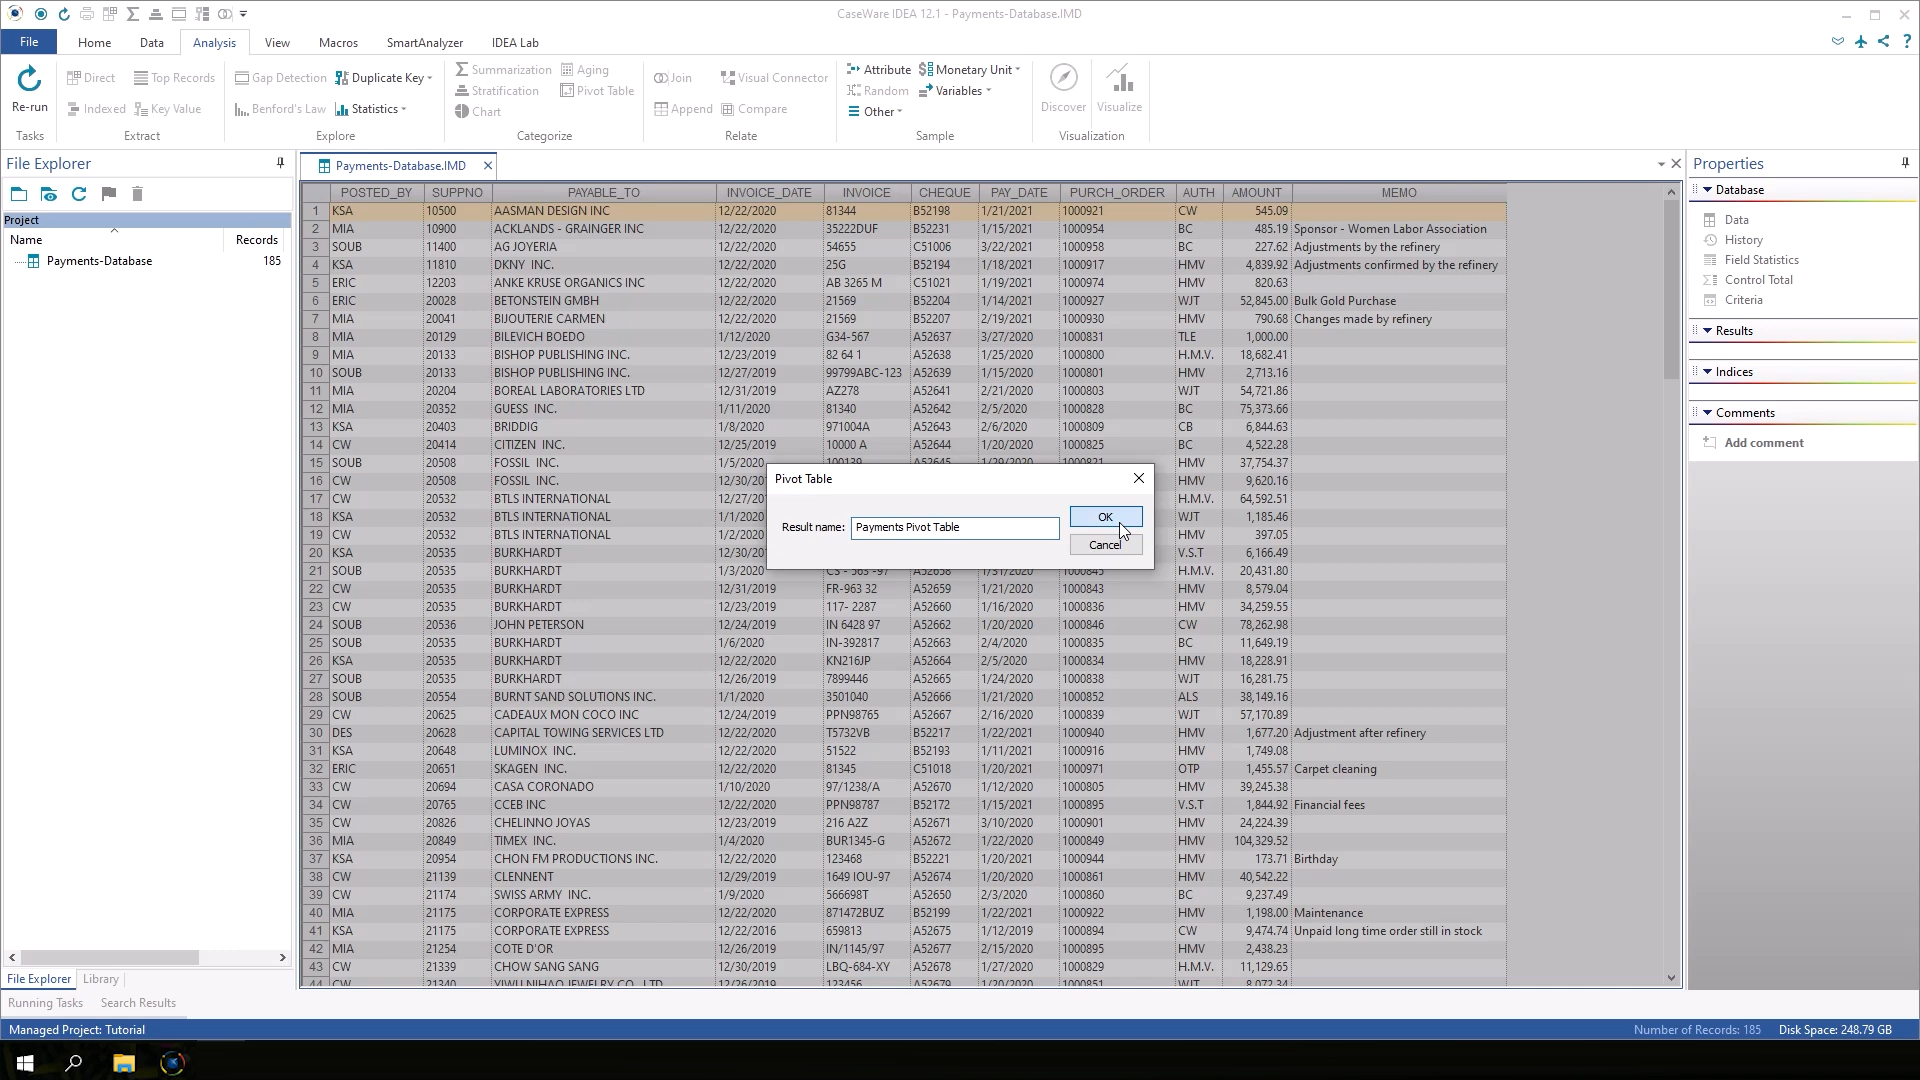 CaseWare IDEA 12.1 - Payments-Database.IMD
File Home Data Analysis View Macros SmartAnalyzer IDEA Lab
Re-run
Tasks
Direct Top Records
Indexed Key Value
Extract
Gap Detection Duplicate Key
Benford's Law Statistics
Explore
Summarization Aging
Stratification Pivot Table
Chart
Categorize
Join Visual Connector
Append Compare
Relate
Attribute Monetary Unit
Random Variables
Other
Sample
Discover Visualize
Visualization
File Explorer
Project
Name Records
Payments-Database 185
Payments-Database.IMD
POSTED_BY SUPPNO PAYABLE_TO INVOICE_DATE INVOICE CHEQUE PAY_DATE PURCH_ORDER AUTH AMOUNT MEMO
1 KSA 10500 AASMAN DESIGN INC 12/22/2020 81344 B52198 1/21/2021 1000921 CW 545.09
2 MIA 10900 ACKLANDS - GRAINGER INC 12/22/2020 35222DUF B52231 1/15/2021 1000954 BC 485.19 Sponsor - Women Labor Association
3 SOUB 11400 AG JOYERIA 12/22/2020 54655 C51006 3/22/2021 1000958 BC 227.62 Adjustments by the refinery
4 KSA 11810 DKNY INC. 12/22/2020 25G B52194 1/18/2021 1000917 HMV 4,839.92 Adjustments confirmed by the refinery
5 ERIC 12203 ANKE KRUSE ORGANICS INC 12/22/2020 AB 3265 M C51021 1/19/2021 1000974 HMV 820.63
6 ERIC 20028 BETONSTEIN GMBH 12/22/2020 21569 B52204 1/14/2021 1000927 WJT 52,845.00 Bulk Gold Purchase
7 MIA 20041 BIJOUTERIE CARMEN 12/22/2020 21569 B52207 2/19/2021 1000930 HMV 790.68 Changes made by refinery
8 MIA 20129 BILEVICH BOEDO 1/12/2020 G34-567 A52637 3/27/2020 1000831 TLE 1,000.00
9 MIA 20133 BISHOP PUBLISHING INC. 12/23/2019 82 64 1 A52638 1/25/2020 1000800 H.M.V. 18,682.41
10 SOUB 20133 BISHOP PUBLISHING INC. 12/27/2019 99799ABC-123 A52639 1/15/2020 1000801 HMV 2,713.16
11 MIA 20204 BOREAL LABORATORIES LTD 12/31/2019 AZ278 A52641 2/21/2020 1000803 WJT 54,721.86
12 MIA 20352 GUESS INC. 1/11/2020 81340 A52642 2/5/2020 1000828 BC 75,373.66
13 KSA 20403 BRIDDIG 1/8/2020 971004A A52643 2/6/2020 1000809 CB 6,844.63
14 CW 20414 CITIZEN INC. 12/25/2019 10000 A A52644 1/20/2020 1000825 BC 4,522.28
15 SOUB 20508 FOSSIL INC. 1/5/2020 100139 A52645 1/29/2020 1000821 HMV 37,754.37
16 CW 20508 FOSSIL INC. 12/30/20 HMV 9,620.16
17 CW 20532 BTLS INTERNATIONAL 12/27/20 H.M.V. 64,592.51
18 KSA 20532 BTLS INTERNATIONAL 1/1/2020 WJT 1,185.46
19 CW 20532 BTLS INTERNATIONAL 1/2/2020 HMV 397.05
20 KSA 20535 BURKHARDT 12/30/20 V.S.T 6,166.49
21 SOUB 20535 BURKHARDT 1/3/2020 CS - 563 -97 A52658 1/31/2020 1000845 H.M.V. 20,431.80
22 CW 20535 BURKHARDT 12/31/2019 FR-963 32 A52659 1/21/2020 1000843 HMV 8,579.04
23 CW 20535 BURKHARDT 12/23/2019 117- 2287 A52660 1/16/2020 1000836 HMV 34,259.55
24 SOUB 20536 JOHN PETERSON 12/24/2019 IN 6428 97 A52662 1/20/2020 1000846 CW 78,262.98
25 SOUB 20535 BURKHARDT 1/6/2020 IN-392817 A52663 2/4/2020 1000835 BC 11,649.19
26 KSA 20535 BURKHARDT 12/22/2020 KN216JP A52664 2/5/2020 1000834 HMV 18,228.91
27 SOUB 20535 BURKHARDT 12/26/2019 7899446 A52665 1/24/2020 1000838 WJT 16,281.75
28 SOUB 20554 BURNT SAND SOLUTIONS INC. 1/1/2020 3501040 A52666 1/21/2020 1000852 ALS 38,149.16
29 CW 20625 CADEAUX MON COCO INC 12/24/2019 PPN98765 A52667 2/16/2020 1000839 WJT 57,170.89
30 DES 20628 CAPITAL TOWING SERVICES LTD 12/22/2020 T5732VB B52217 1/22/2021 1000940 HMV 1,677.20 Adjustment after refinery
31 KSA 20648 LUMINOX INC. 12/22/2020 51522 B52193 1/11/2021 1000916 HMV 1,749.08
32 ERIC 20651 SKAGEN INC. 12/22/2020 81345 C51018 1/20/2021 1000971 OTP 1,455.57 Carpet cleaning
33 CW 20694 CASA CORONADO 1/10/2020 97/1238/A A52670 1/12/2020 1000805 HMV 39,245.38
34 CW 20765 CCEB INC 12/22/2020 PPN98787 B52172 1/15/2021 1000895 V.S.T 1,844.92 Financial fees
35 CW 20826 CHELINNO JOYAS 12/23/2019 216 A2Z A52671 3/10/2020 1000901 HMV 24,224.39
36 MIA 20849 TIMEX INC. 1/4/2020 BUR1345-G A52672 1/22/2020 1000849 HMV 104,329.52
37 KSA 20954 CHON FM PRODUCTIONS INC. 12/22/2020 123468 B52221 1/20/2021 1000944 HMV 173.71 Birthday
38 CW 21139 CLENNENT 12/29/2019 1649 IOU-97 A52674 1/20/2020 1000861 HMV 40,542.22
39 CW 21174 SWISS ARMY INC. 1/9/2020 566698T A52650 2/3/2020 1000860 BC 9,237.49
40 MIA 21175 CORPORATE EXPRESS 12/22/2020 871472BUZ B52199 1/22/2021 1000922 HMV 1,198.00 Maintenance
41 KSA 21175 CORPORATE EXPRESS 12/22/2016 659813 A52675 1/12/2019 1000894 CW 9,474.74 Unpaid long time order still in stock
42 MIA 21254 COTE D'OR 12/26/2019 IN/1145/97 A52677 2/15/2020 1000895 HMV 2,438.23
43 CW 21339 CHOW SANG SANG 12/30/2019 LBQ-684-XY A52678 1/27/2020 1000829 H.M.V. 11,129.65
44 CW 21340 YIWU NIHAO JEWELRY CO., LTD 12/26/2019 123456 A52679 1/20/2020 1000851 WJT 8,072.34
Pivot Table
Result name: Payments Pivot Table
OK
Cancel
Properties
Database
Data
History
Field Statistics
Control Total
Criteria
Results
Indices
Comments
Add comment
File Explorer Library
Running Tasks Search Results
Managed Project: Tutorial
Number of Records: 185 Disk Space: 248.79 GB